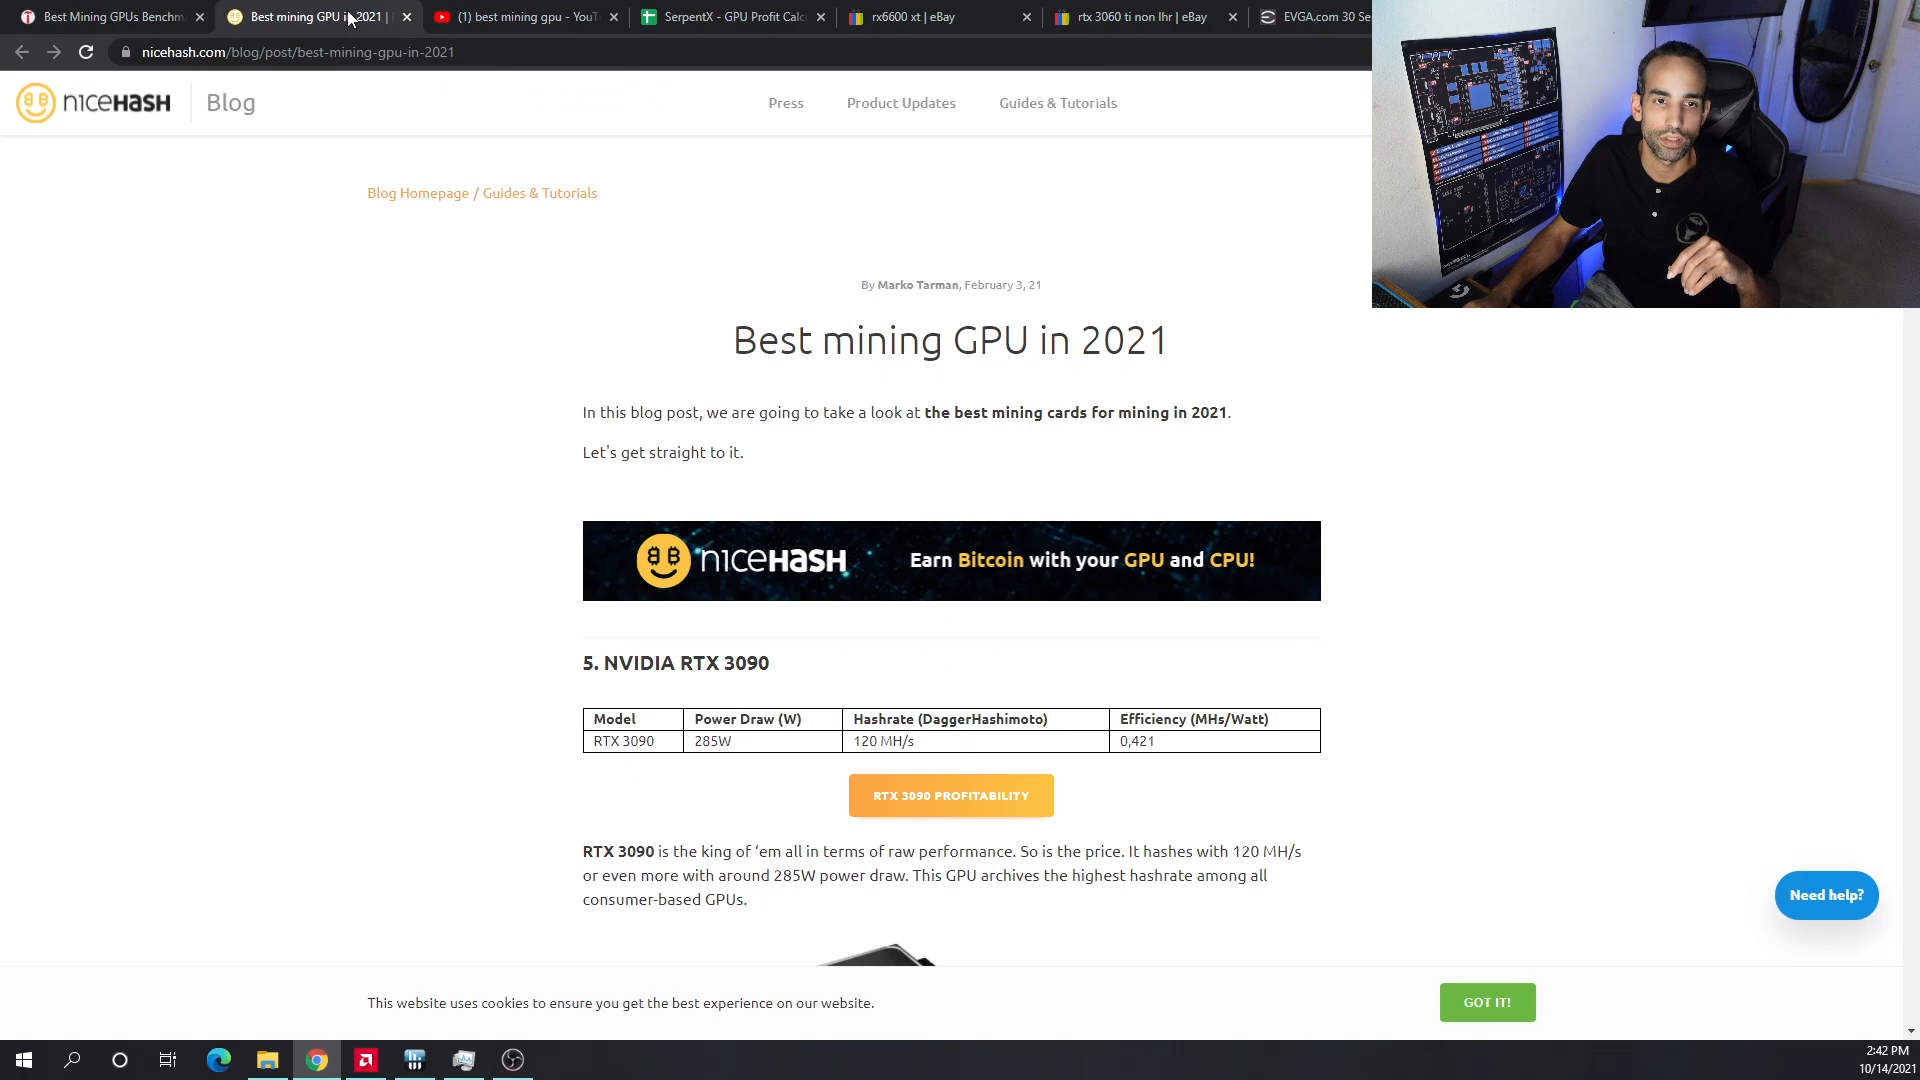 Best Mining GPUs Benchm
Best mining GPU in 2021 |
(1) best Mining gpu - YouT
SerpentX - GPU Profit Calc
rx6600 xt | eBay
rtx 3060 ti non lhr | eBay
EVGA.com 30 Se
nicehash.com/blog/post/best-mining-gpu-in-2021
nıceHASH
Blog
Press
Product Updates
Guides & Tutorials
Blog Homepage / Guides & Tutorials
By Marko Tarman, February 3, 21
Best mining GPU in 2021
In this blog post, we are going to take a look at the best mining cards for mining in 2021.
Let's get straight to it.
nıceHASH Earn Bitcoin with your GPU and CPU!
5. NVIDIA RTX 3090
Model Power Draw (W) Hashrate (DaggerHashimoto) Efficiency (MHs/Watt)
RTX 3090 285W 120 MH/s 0,421
RTX 3090 PROFITABILITY
RTX 3090 is the king of ‘em all in terms of raw performance. So is the price. It hashes with 120 MH/s
or even more with around 285W power draw. This GPU archives the highest hashrate among all
consumer-based GPUs.
Need help?
This website uses cookies to ensure you get the best experience on our website.
GOT IT!
2:42 PM
10/14/2021